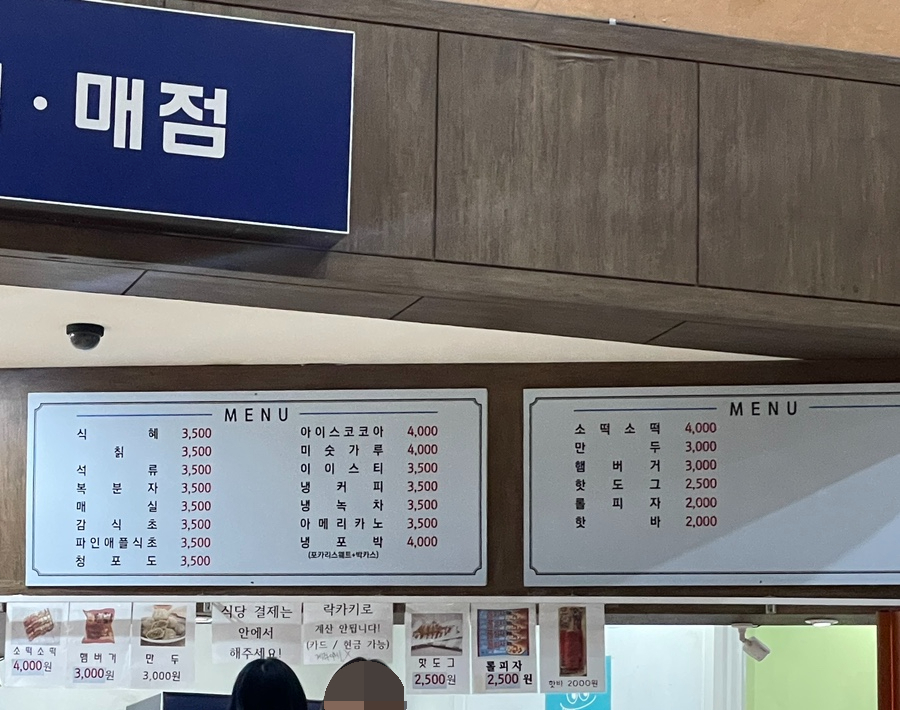 · 매점
MENU
식혜 3,500
칡 3,500
석류 3,500
복분자 3,500
매실 3,500
감식초 3,500
파인애플식초 3,500
청포도 3,500
아이스코코아 4,000
미숫가루 4,000
아이스티 3,500
냉커피 3,500
냉녹차 3,500
아메리카노 3,500
냉포박 4,000
(포카리스웨트+박카스)
MENU
소떡소떡 4,000
만두 3,000
햄버거 3,000
핫도그 2,500
롤피자 2,000
핫바 2,000
소떡소떡
4,000원
햄버거
3,000원
만두
3,000원
식당 결제는
안에서
해주세요!
락카키로
계산 안됩니다!
(카드 / 현금 가능)
핫도그
2,500원
롤피자
2,500원
핫바 2000원